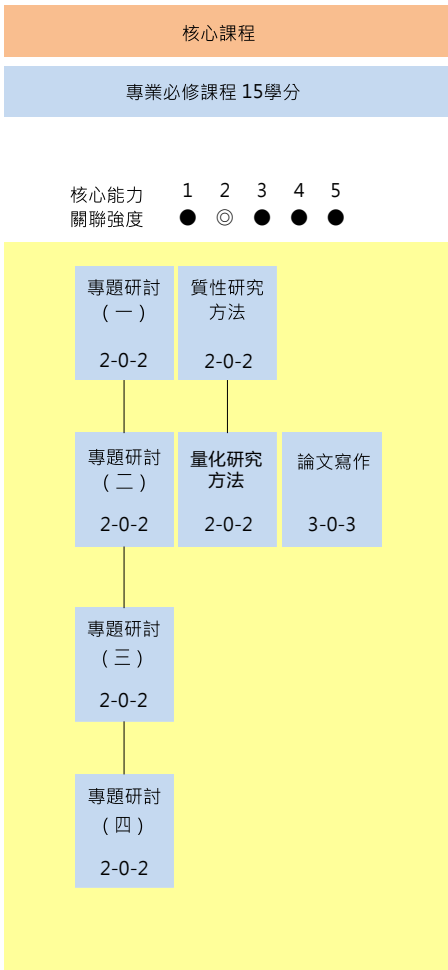 核心課程
專業必修課程 15學分
核心能力 1 2 3 4 5
關聯強度 ● ◎ ● ● ●
專題研討
(一)
2-0-2
質性研究
方法
2-0-2
專題研討
(二)
2-0-2
量化研究
方法
2-0-2
論文寫作
3-0-3
專題研討
(三)
2-0-2
專題研討
(四)
2-0-2